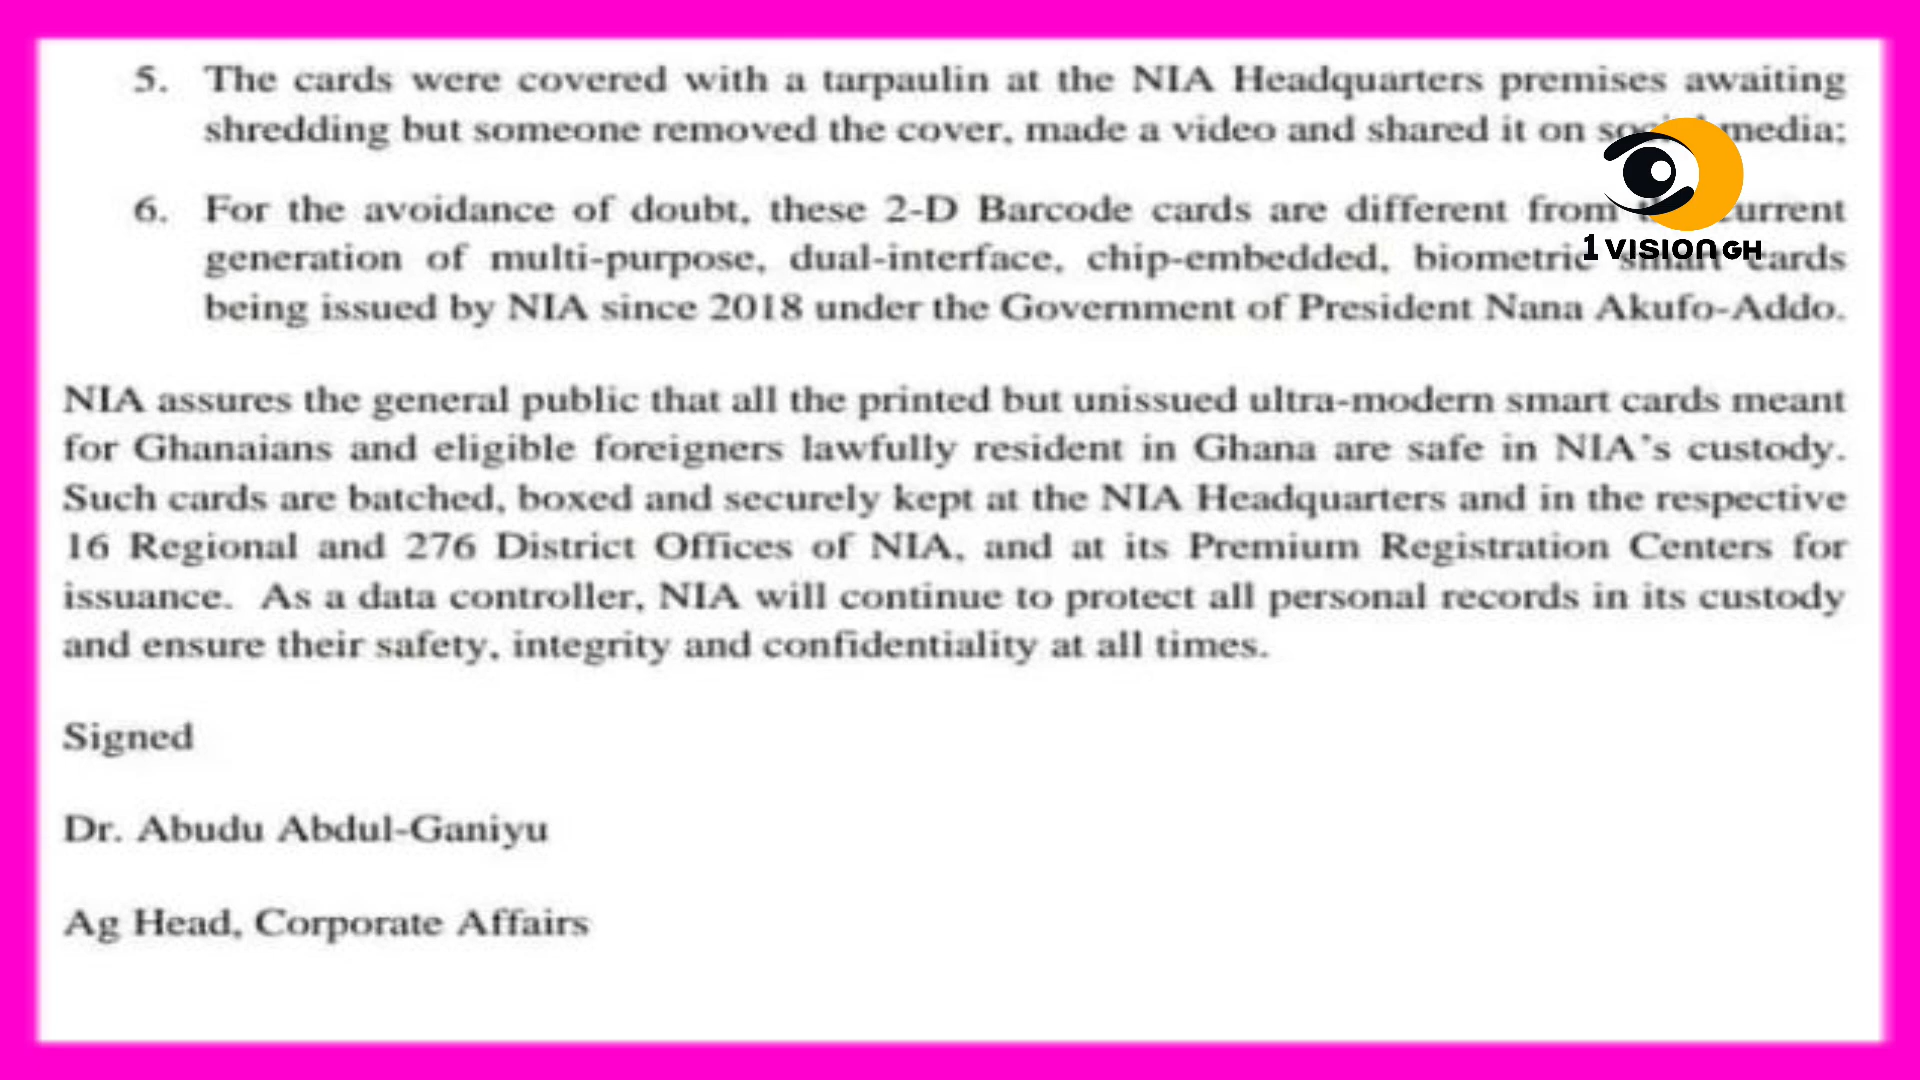 5. The cards were covered with a tarpaulin at the NIA Headquarters premises awaiting
shredding but someone removed the cover, made a video and shared it on social media;
6. For the avoidance of doubt, these 2-D Barcode cards are different from the current
generation of multi-purpose, dual-interface, chip-embedded, biometric smart cards
being issued by NIA since 2018 under the Government of President Nana Akufo-Addo.
NIA assures the general public that all the printed but unissued ultra-modern smart cards meant
for Ghanaians and eligible foreigners lawfully resident in Ghana are safe in NIA's custody.
Such cards are batched, boxed and securely kept at the NIA Headquarters and in the respective
16 Regional and 276 District Offices of NIA, and at its Premium Registration Centers for
issuance. As a data controller, NIA will continue to protect all personal records in its custody
and ensure their safety, integrity and confidentiality at all times.
Signed
Dr. Abudu Abdul-Ganiyu
Ag Head, Corporate Affairs
1 VISION GH